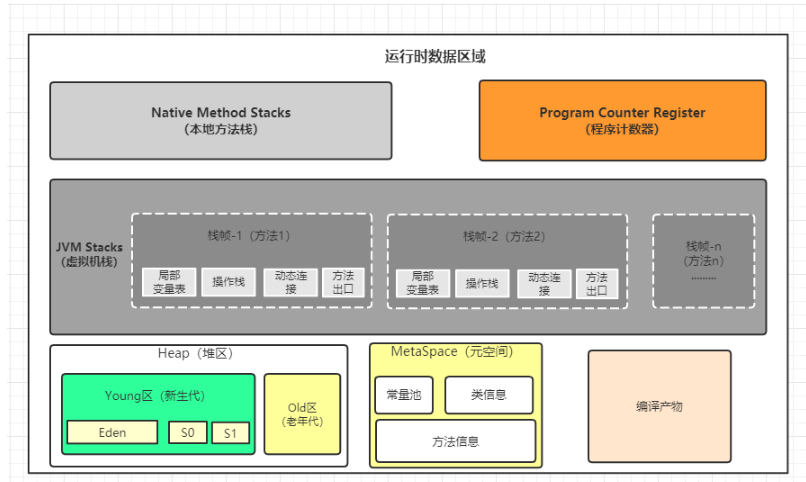 运行时数据区域
Native Method Stacks
(本地方法栈)
Program Counter Register
(程序计数器)
JVM Stacks
(虚拟机栈)
栈帧-1（方法1）
局部
变量表
操作栈
动态连
接
方法
出口
栈帧-2（方法2）
局部
变量表
操作栈
动态连
接
方法
出口
栈帧-n
(方法n)
.........
Heap（堆区）
Young区（新生代）
Eden
S0
S1
Old区
(老年代)
MetaSpace（元空间）
常量池
类信息
方法信息
编译产物